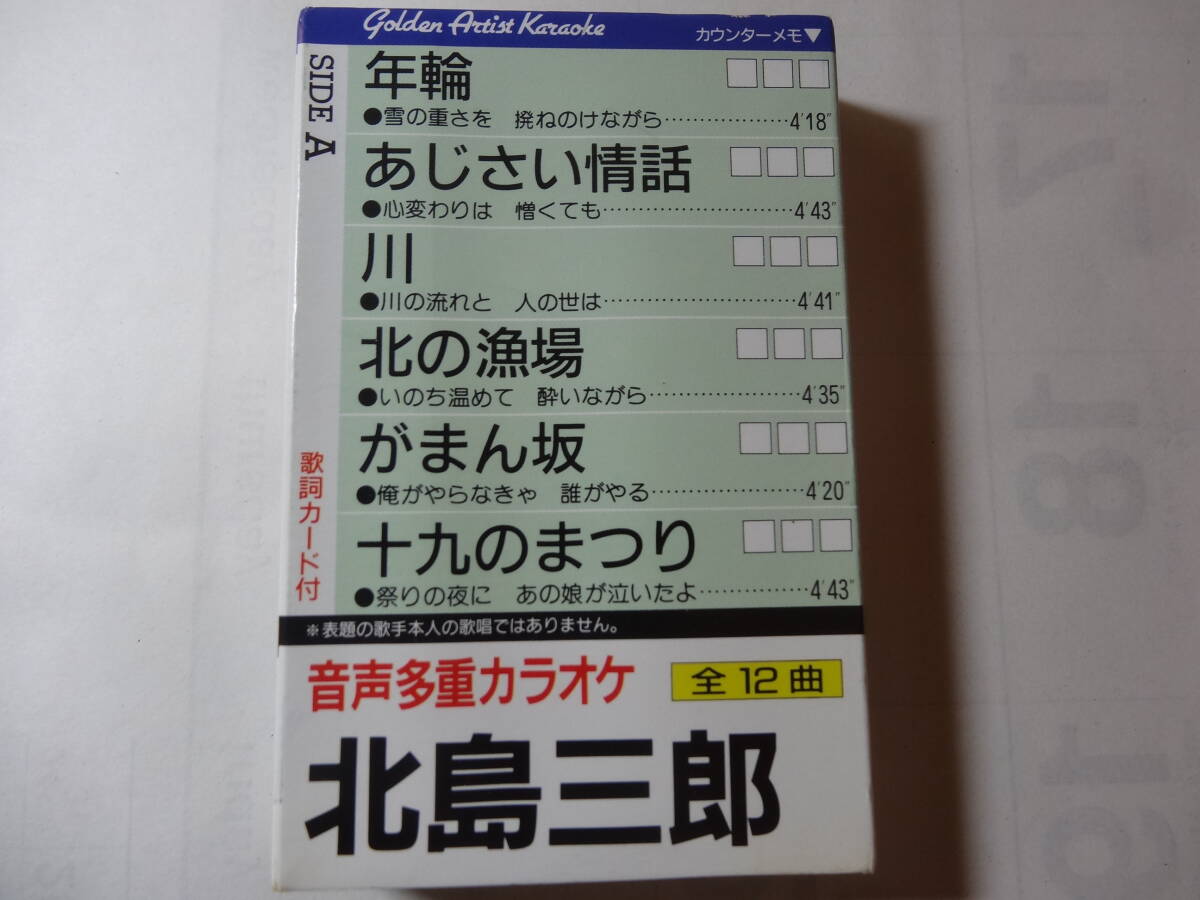 Golden Artist Karaoke
カウンターメモ▼
SIDE A
年輪
●雪の重さを 撥ねのけながら………………4'18"
あじさい情話
●心変わりは 憎くても………………………4'43"
川
●川の流れと 人の世は………………………4'41"
北の漁場
●いのち温めて 酔いながら…………………4'35"
がまん坂
●俺がやらなきゃ 誰がやる…………………4'20"
十九のまつり
●祭りの夜に あの娘が泣いたよ……………4'43"
歌詞カード付
※表題の歌手本人の歌唱ではありません。
音声多重カラオケ
全12曲
北島三郎